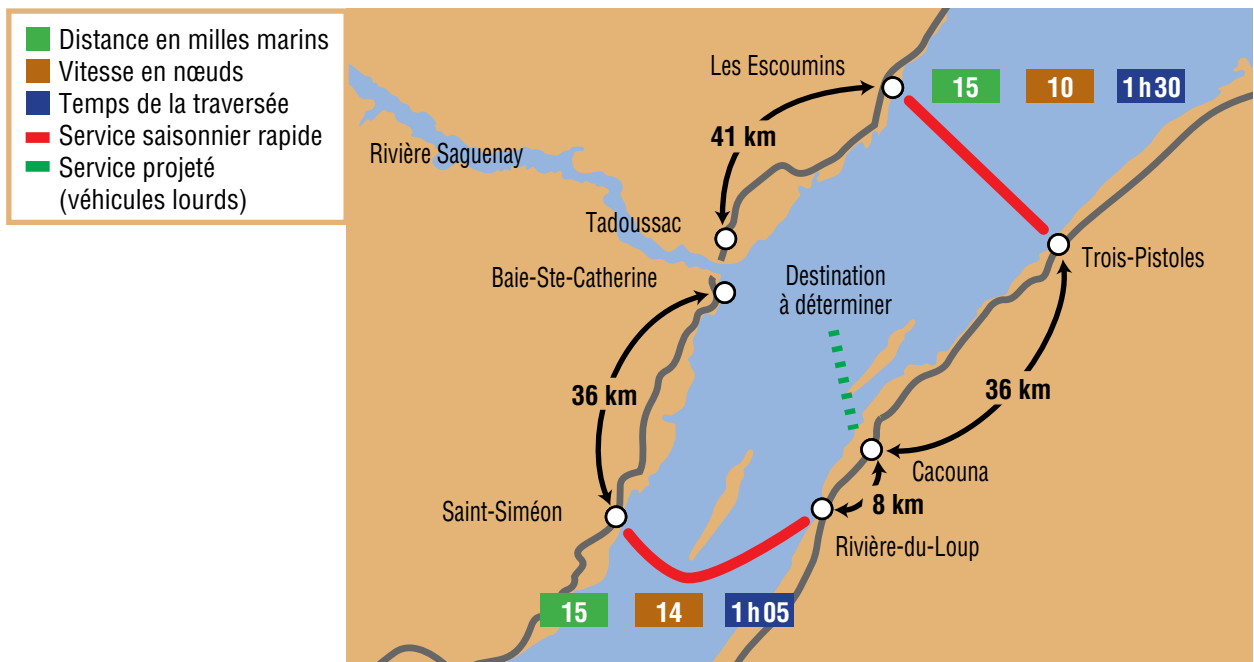 Distance en milles marins
Vitesse en nœuds
Temps de la traversée
Service saisonnier rapide
Service projeté
(véhicules lourds)
Les Escoumins
15
10
1 h 30
41 km
Rivière Saguenay
Tadoussac
Baie-Ste-Catherine
Trois-Pistoles
Destination
à déterminer
36 km
36 km
Cacouna
8 km
Saint-Siméon
Rivière-du-Loup
15
14
1 h 05